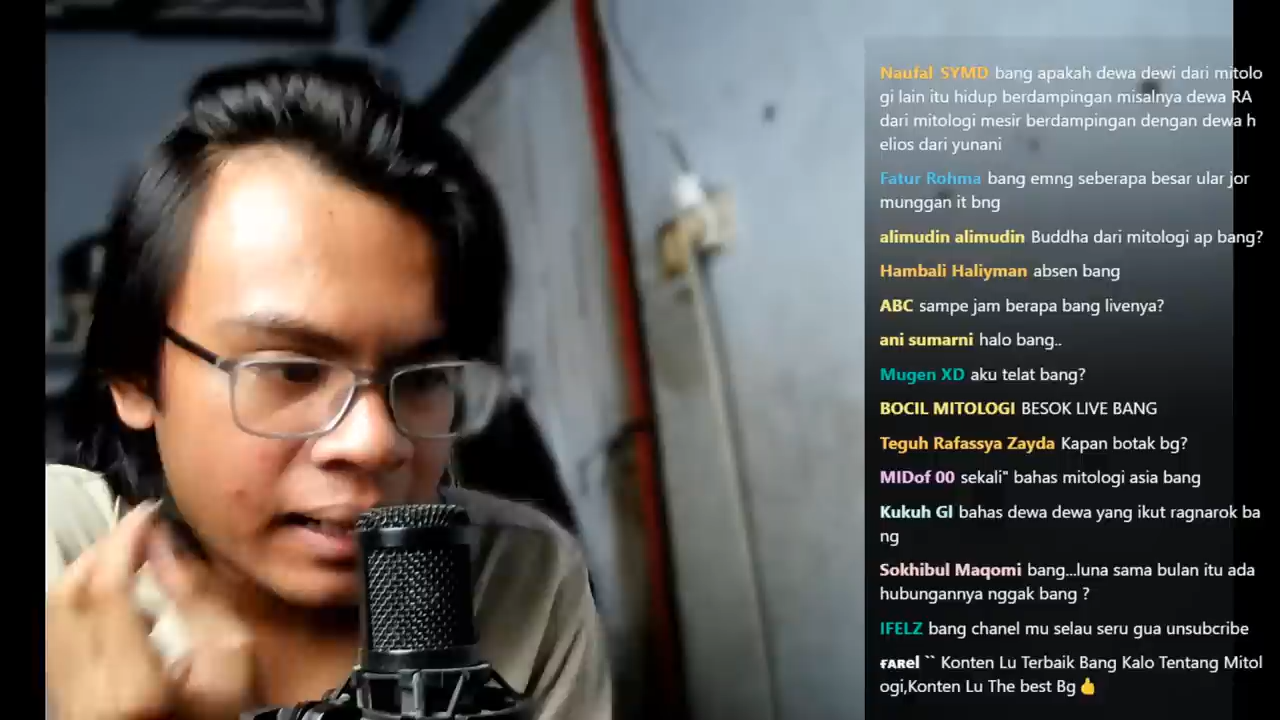 Naufal SYMD bang apakah dewa dewi dari mitolo
gi lain itu hidup berdampingan misalnya dewa RA
dari mitologi mesir berdampingan dengan dewa h
elios dari yunani
Fatur Rohma bang emng seberapa besar ular jor
munggan it bng
alimudin alimudin Buddha dari mitologi ap bang?
Hambali Haliyman absen bang
ABC sampe jam berapa bang livenya?
ani sumarni halo bang..
Mugen XD aku telat bang?
BOCIL MITOLOGI BESOK LIVE BANG
Teguh Rafassya Zayda Kapan botak bg?
MIDof 00 sekali" bahas mitologi asia bang
Kukuh Gl bahas dewa dewa yang ikut ragnarok ba
ng
Sokhibul Maqomi bang...luna sama bulan itu ada
hubungannya nggak bang ?
IFELZ bang chanel mu selau seru gua unsubcribe
ꜰᴀʀel `` Konten Lu Terbaik Bang Kalo Tentang Mitol
ogi,Konten Lu The best Bg👍